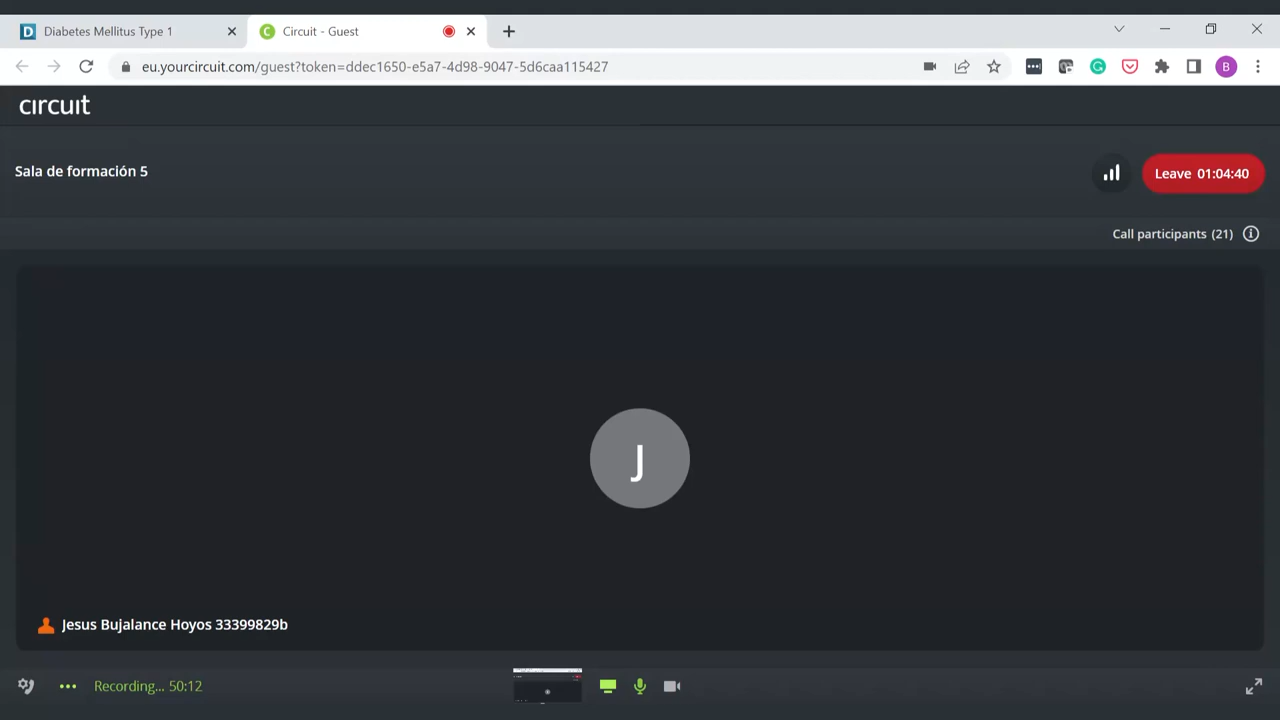 Diabetes Mellitus Type 1
Circuit - Guest
eu.yourcircuit.com/guest?token=ddec1650-e5a7-4d98-9047-5d6caa115427
B
circuit
Sala de formación 5
Leave 01:04:40
Call participants (21)
J
Jesus Bujalance Hoyos 33399829b
Recording... 50:12